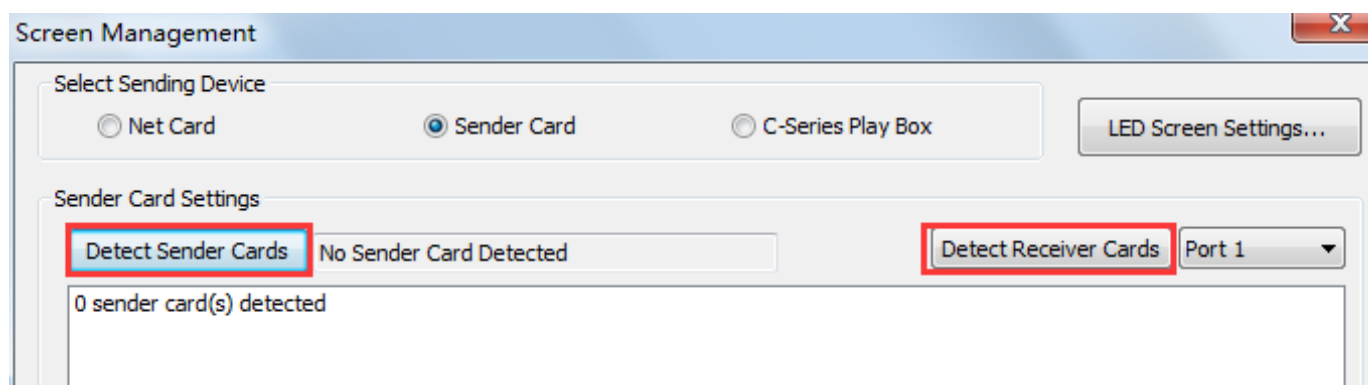 Screen Management
Select Sending Device
Net Card Sender Card C-Series Play Box LED Screen Settings...
Sender Card Settings
Detect Sender Cards No Sender Card Detected Detect Receiver Cards Port 1
0 sender card(s) detected